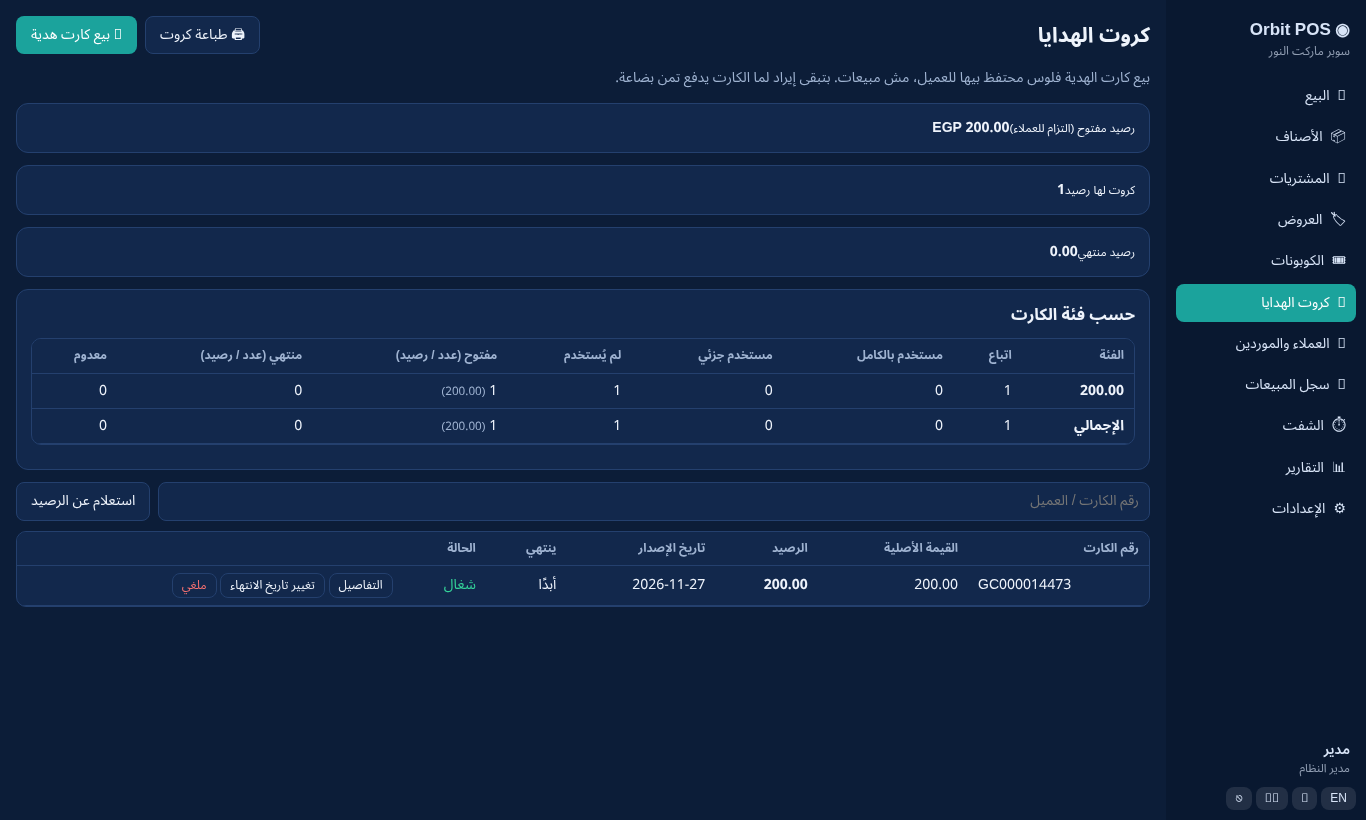 Orbit POS
سوبر ماركت النور
البيع
الأصناف
المشتريات
العروض
الكوبونات
كروت الهدايا
العملاء والموردين
سجل المبيعات
الشفت
التقارير
الإعدادات
مدير
مدير النظام
EN
كروت الهدايا
طباعة كروت
بيع كارت هدية
بيع كارت الهدية فلوس محتفظ بيها للعميل، مش مبيعات. بتبقى إيراد لما الكارت يدفع تمن بضاعة.
رصيد مفتوح (التزام للعملاء) EGP 200.00
كروت لها رصيد 1
رصيد منتهي 0.00
حسب فئة الكارت
الفئة اتباع مستخدم بالكامل مستخدم جزئي لم يُستخدم مفتوح (عدد / رصيد) منتهي (عدد / رصيد) معدوم
200.00 1 0 0 1 1 (200.00) 0 0
الإجمالي 1 0 0 1 1 (200.00) 0 0
رقم الكارت / العميل
استعلام عن الرصيد
رقم الكارت القيمة الأصلية الرصيد تاريخ الإصدار ينتهي الحالة
GC000014473 200.00 200.00 2026-11-27 أبدًا شغال التفاصيل تغيير تاريخ الانتهاء ملغي